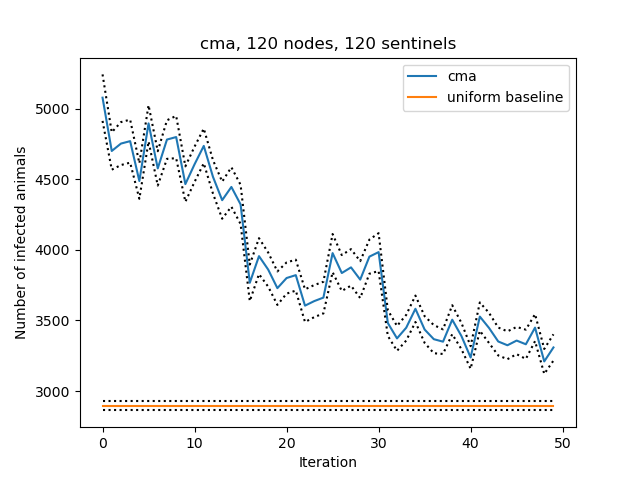 cma, 120 nodes, 120 sentinels
cma
uniform baseline
Number of infected animals
5000
4500
4000
3500
3000
0 10 20 30 40 50
Iteration